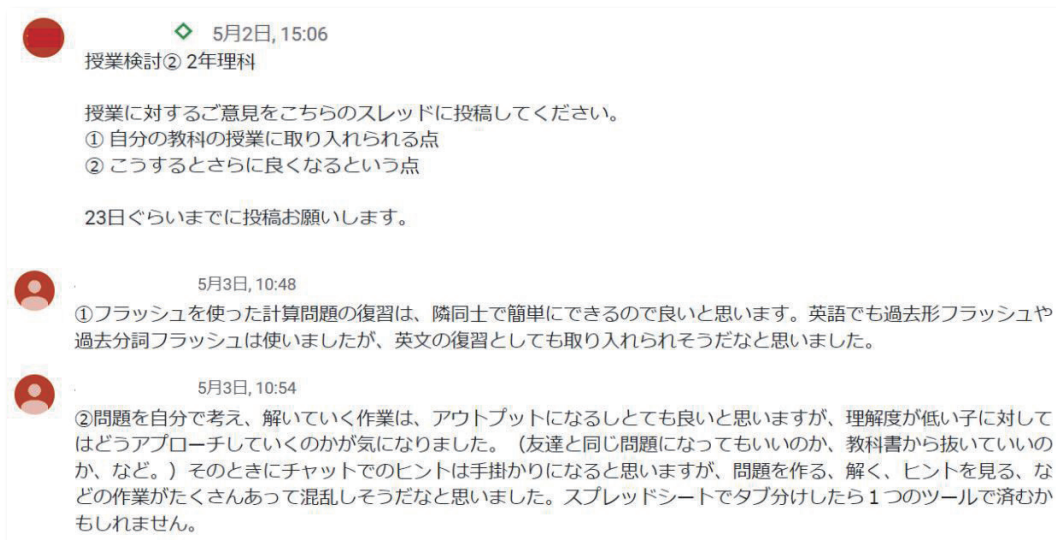 5月2日, 15:06
授業検討② 2年理科
授業に対するご意見をこちらのスレッドに投稿してください。
① 自分の教科の授業に取り入れられる点
② こうするとさらに良くなるという点
23日ぐらいまでに投稿お願いします。
5月3日, 10:48
①フラッシュを使った計算問題の復習は、隣同士で簡単にできるので良いと思います。英語でも過去形フラッシュや
過去分詞フラッシュは使いましたが、英文の復習としても取り入れられそうだなと思いました。
5月3日, 10:54
②問題を自分で考え、解いていく作業は、アウトプットになるしとても良いと思いますが、理解度が低い子に対して
はどうアプローチしていくのかが気になりました。（友達と同じ問題になってもいいのか、教科書から抜いていいの
か、など。）そのときにチャットでのヒントは手掛かりになると思いますが、問題を作る、解く、ヒントを見る、な
どの作業がたくさんあって混乱しそうだなと思いました。スプレッドシートでタブ分けしたら１つのツールで済むか
もしれません。